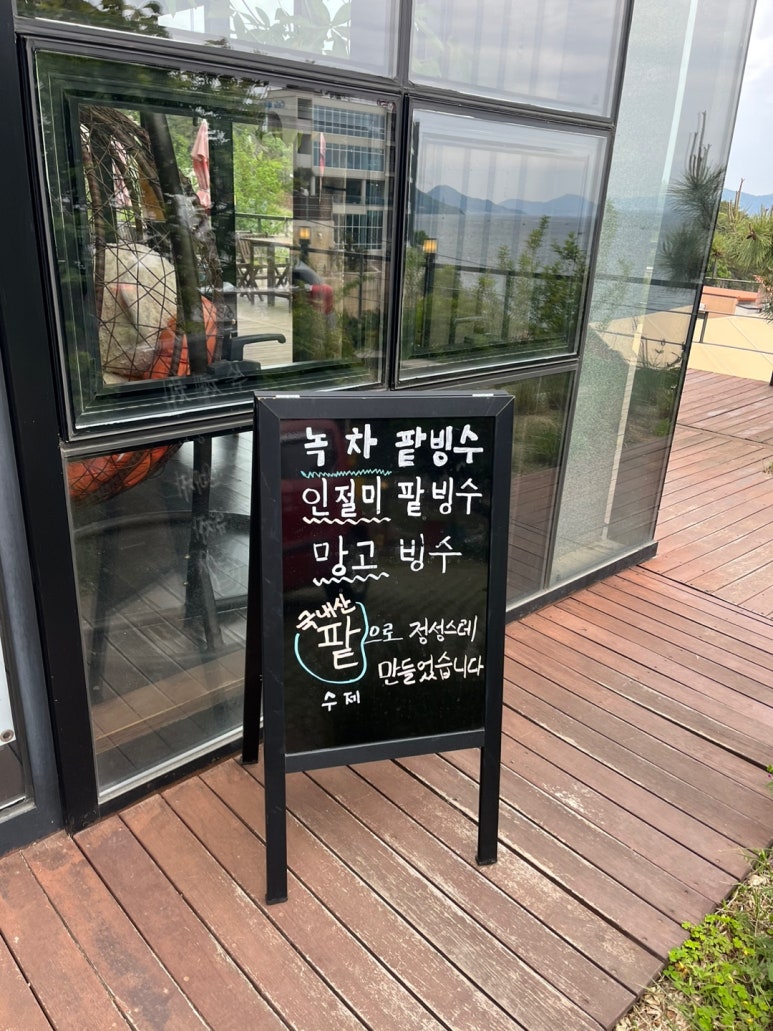 녹차 팥빙수
인절미 팥빙수
망고 빙수
국내산
팥으로 정성스레
만들었습니다
수제